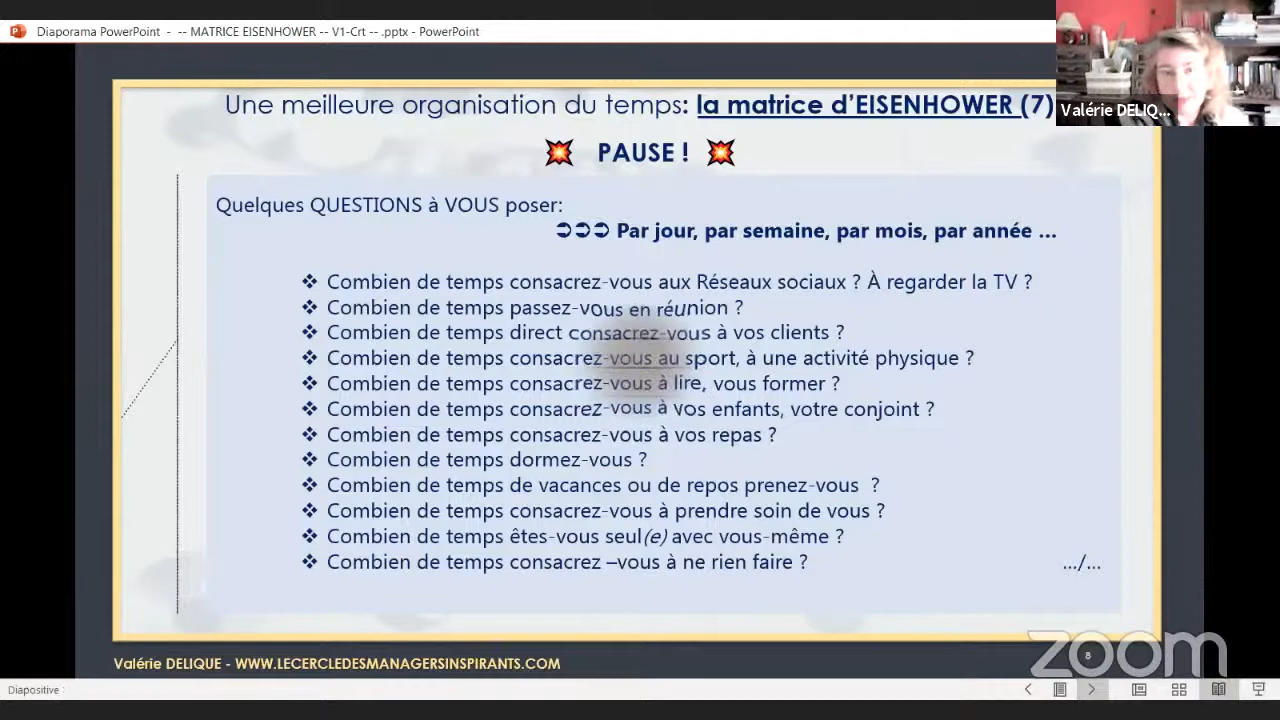 Diaporama PowerPoint - -- MATRICE EISENHOWER -- V1-Crt -- .pptx - PowerPoint
Valérie DELIQ...
Une meilleure organisation du temps: la matrice d’EISENHOWER (7)
PAUSE !
Quelques QUESTIONS à VOUS poser:
➲➲➲ Par jour, par semaine, par mois, par année ...
❖ Combien de temps consacrez-vous aux Réseaux sociaux ? À regarder la TV ?
❖ Combien de temps passez-vous en réunion ?
❖ Combien de temps direct consacrez-vous à vos clients ?
❖ Combien de temps consacrez-vous au sport, à une activité physique ?
❖ Combien de temps consacrez-vous à lire, vous former ?
❖ Combien de temps consacrez-vous à vos enfants, votre conjoint ?
❖ Combien de temps consacrez-vous à vos repas ?
❖ Combien de temps dormez-vous ?
❖ Combien de temps de vacances ou de repos prenez-vous ?
❖ Combien de temps consacrez-vous à prendre soin de vous ?
❖ Combien de temps êtes-vous seul(e) avec vous-même ?
❖ Combien de temps consacrez –vous à ne rien faire ?
.../...
Valérie DELIQUE - WWW.LECERCLEDESMANAGERSINSPIRANTS.COM
8
zoom
Diapositive :